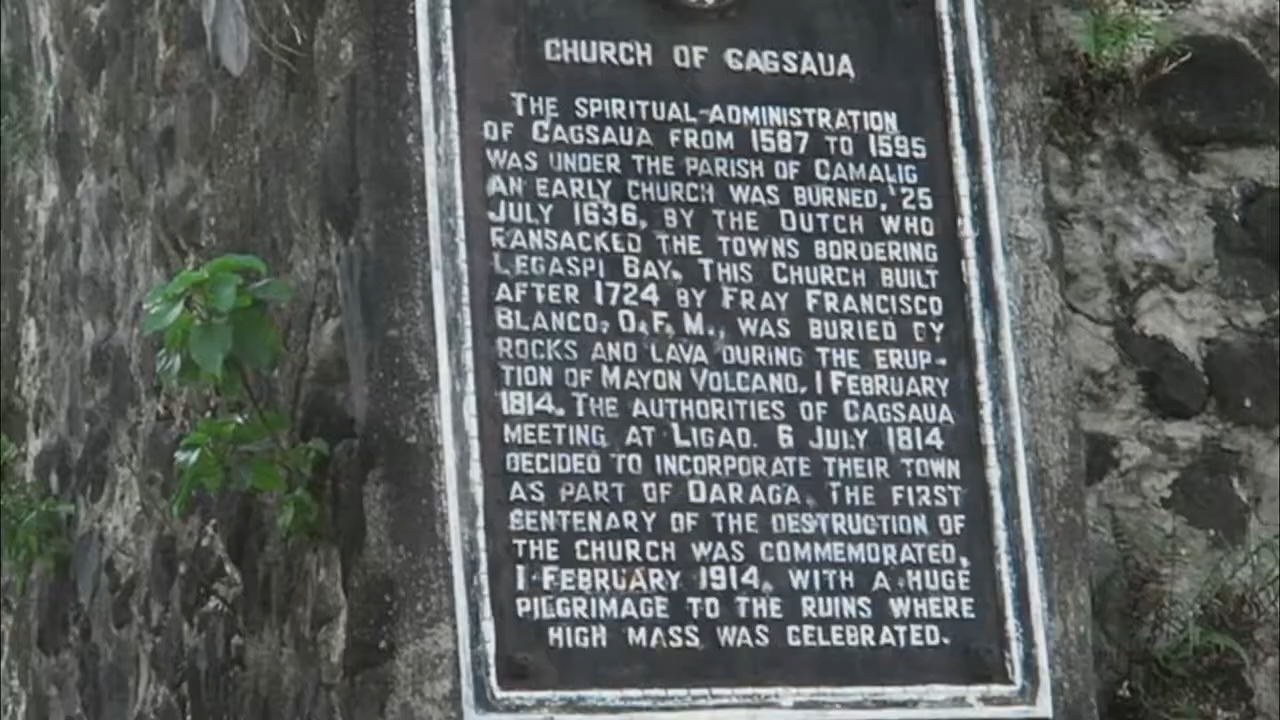 CHURCH OF CAGSAUA
THE SPIRITUAL-ADMINISTRATION
OF CAGSAUA FROM 1587 TO 1595
WAS UNDER THE PARISH OF CAMALIG
AN EARLY CHURCH WAS BURNED, 25
JULY 1636, BY THE DUTCH WHO
RANSACKED THE TOWNS BORDERING
LEGASPI BAY. THIS CHURCH BUILT
AFTER 1724 BY FRAY FRANCISCO
BLANCO, O.F.M., WAS BURIED BY
ROCKS AND LAVA DURING THE ERUP-
TION OF MAYON VOLCANO, 1 FEBRUARY
1814. THE AUTHORITIES OF CAGSAUA
MEETING AT LIGAO. 6 JULY 1814
DECIDED TO INCORPORATE THEIR TOWN
AS PART OF DARAGA. THE FIRST
CENTENARY OF THE DESTRUCTION OF
THE CHURCH WAS COMMEMORATED,
1 FEBRUARY 1914, WITH A HUGE
PILGRIMAGE TO THE RUINS WHERE
HIGH MASS WAS CELEBRATED.